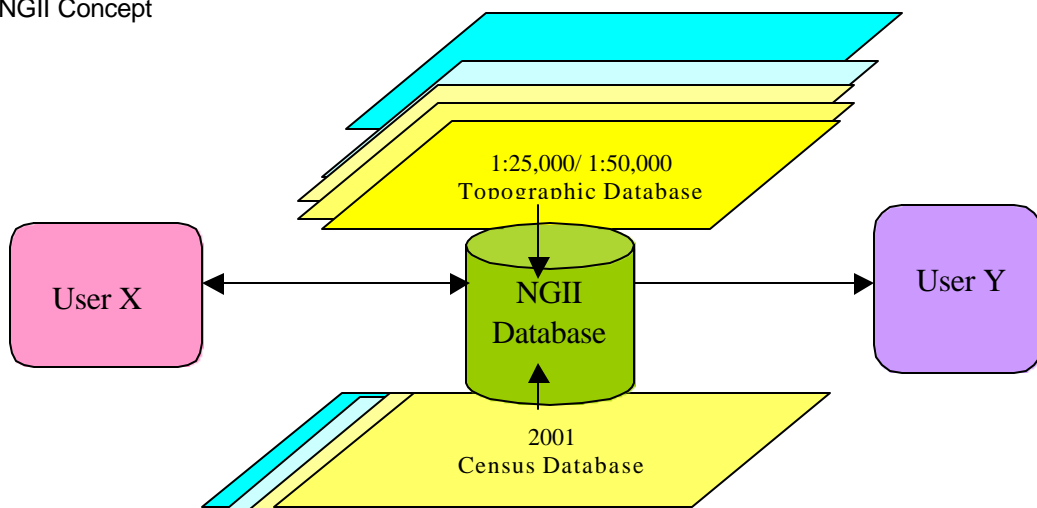 NGII Concept
1:25,000/ 1:50,000
Topographic Database
User X
NGII
Database
User Y
2001
Census Database